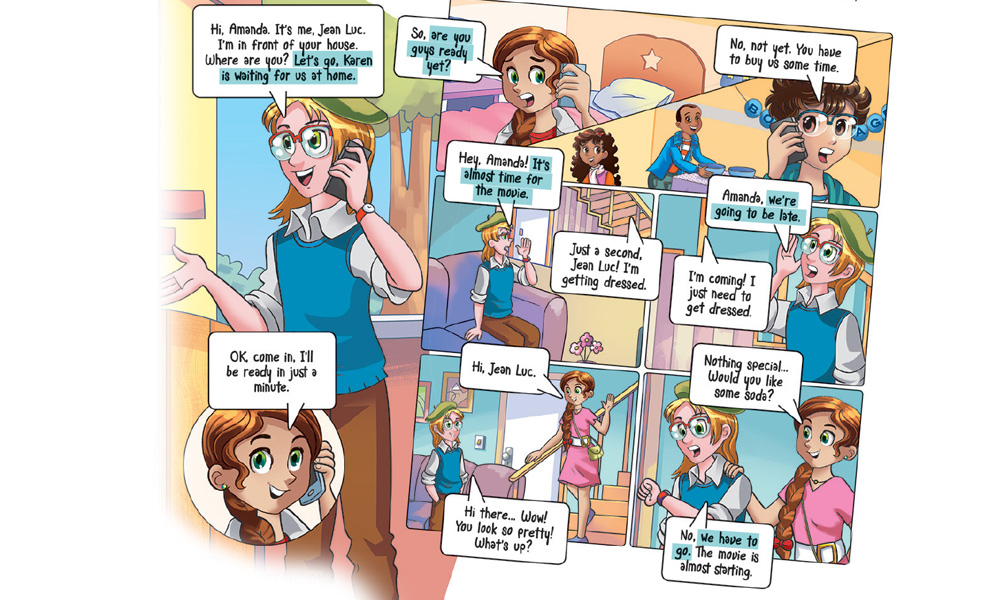 Hi, Amanda. It's me, Jean Luc.
I'm in front of your house.
Where are you? Let's go, Karen
is waiting for us at home.
OK, come in, I'll
be ready in just a
minute.
So, are you
guys ready
yet?
No, not yet. You have
to buy us some time.
Hey, Amanda! It's
almost time for
the movie.
Just a second,
Jean Luc! I'm
getting dressed.
Amanda, we're
going to be late.
I'm coming! I
just need to
get dressed.
Hi, Jean Luc.
Hi there... Wow!
You look so pretty!
What's up?
Nothing special...
Would you like
some soda?
No, we have to
go. The movie is
almost starting.